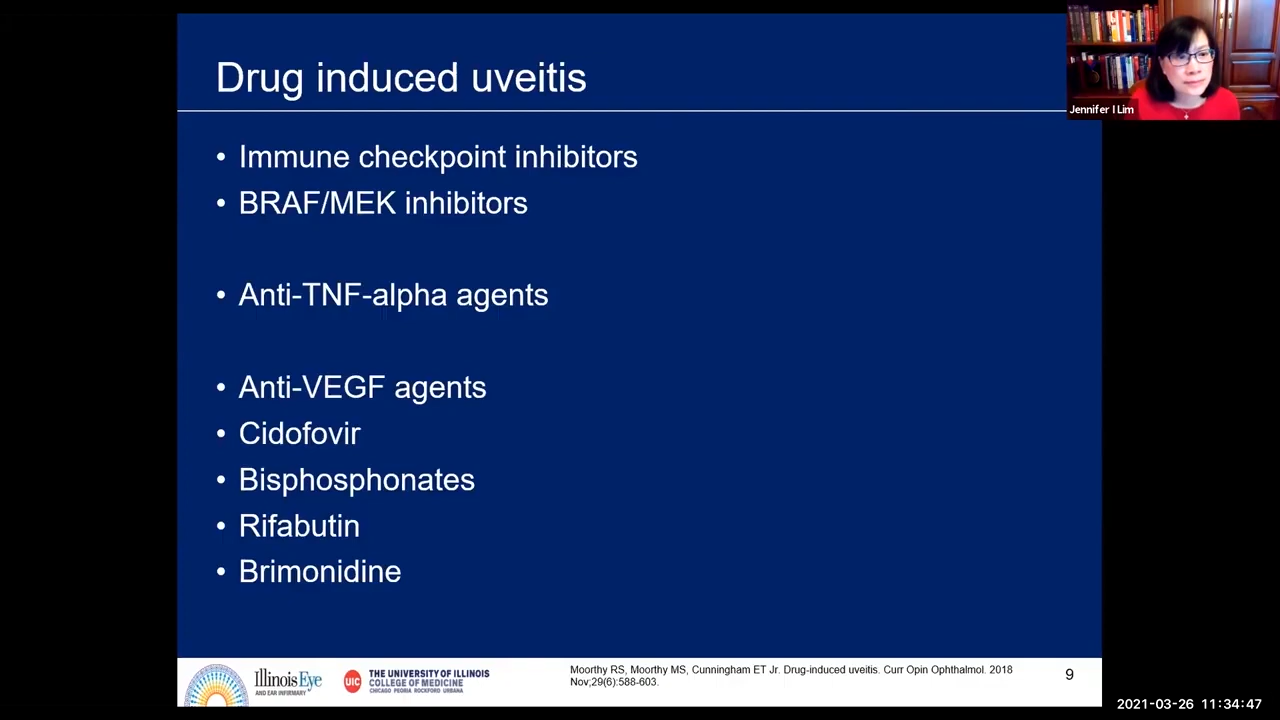 Drug induced uveitis
Jennifer I Lim
• Immune checkpoint inhibitors
• BRAF/MEK inhibitors
• Anti-TNF-alpha agents
• Anti-VEGF agents
• Cidofovir
• Bisphosphonates
• Rifabutin
• Brimonidine
Illinois Eye
AND EAR INFIRMARY
UIC
THE UNIVERSITY OF ILLINOIS
COLLEGE OF MEDICINE
CHICAGO PEORIA ROCKFORD URBANA
Moorthy RS, Moorthy MS, Cunningham ET Jr. Drug-induced uveitis. Curr Opin Ophthalmol. 2018
Nov;29(6):588-603.
9
2021-03-26 11:34:47